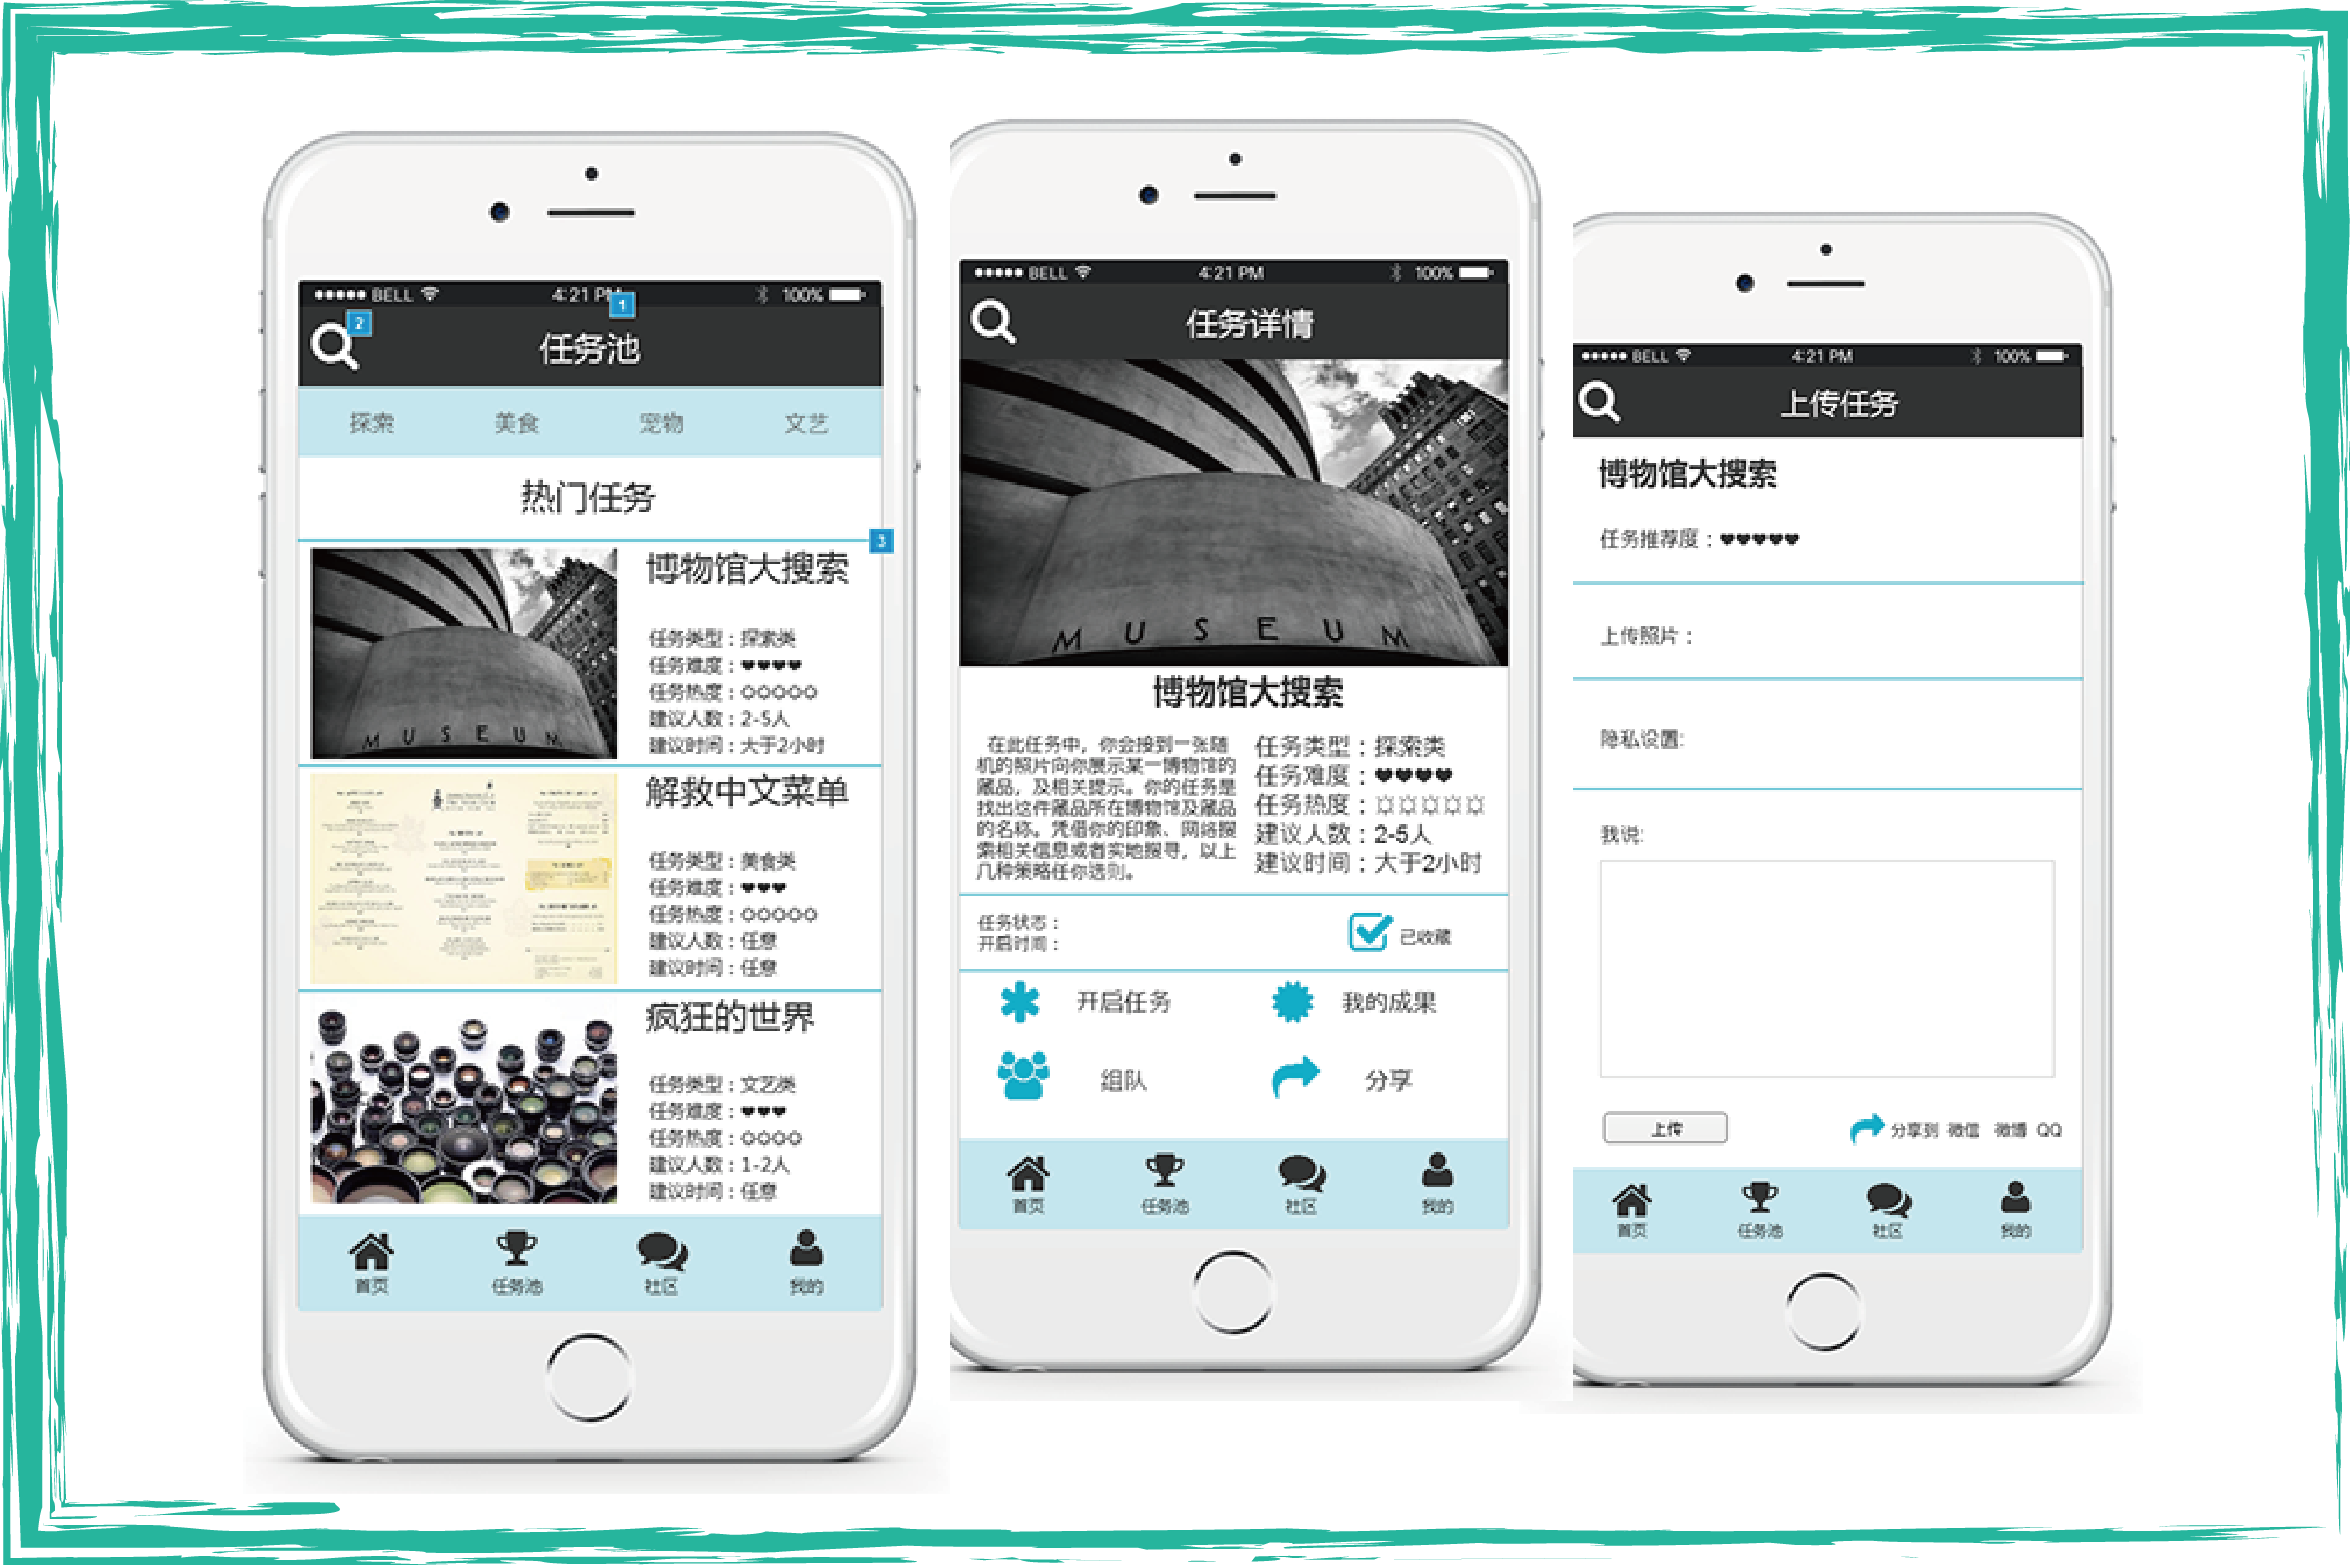 BELL 4:21 PM 100%
1
2
任务池
探索 美食 宠物 文艺
热门任务
3
MUSEUM
博物馆大搜索
任务类型：探索类
任务难度：♥♥♥♥
任务热度：○○○○○
建议人数：2-5人
建议时间：大于2小时
解救中文菜单
任务类型：美食类
任务难度：♥♥♥
任务热度：○○○○○
建议人数：任意
建议时间：任意
疯狂的世界
任务类型：文艺类
任务难度：♥♥♥
任务热度：○○○○
建议人数：1-2人
建议时间：任意
首页 任务池 社区 我的
BELL 4:21 PM 100%
任务详情
MUSEUM
博物馆大搜索
在此任务中，你会接到一张随
机的照片向你展示某一博物馆的
藏品，及相关提示。你的任务是
找出这件藏品所在博物馆及藏品
的名称。凭借你的印象、网络搜
索相关信息或者实地搜寻，以上
几种策略任你选则。
任务类型：探索类
任务难度：♥♥♥♥
任务热度：☼☼☼☼☼
建议人数：2-5人
建议时间：大于2小时
任务状态：
开启时间：
已收藏
开启任务 我的成果
组队 分享
首页 任务池 社区 我的
BELL 4:21 PM 100%
上传任务
博物馆大搜索
任务推荐度：♥♥♥♥♥
上传照片：
隐私设置:
我说:
上传 分享到 微信 微博 QQ
首页 任务池 社区 我的